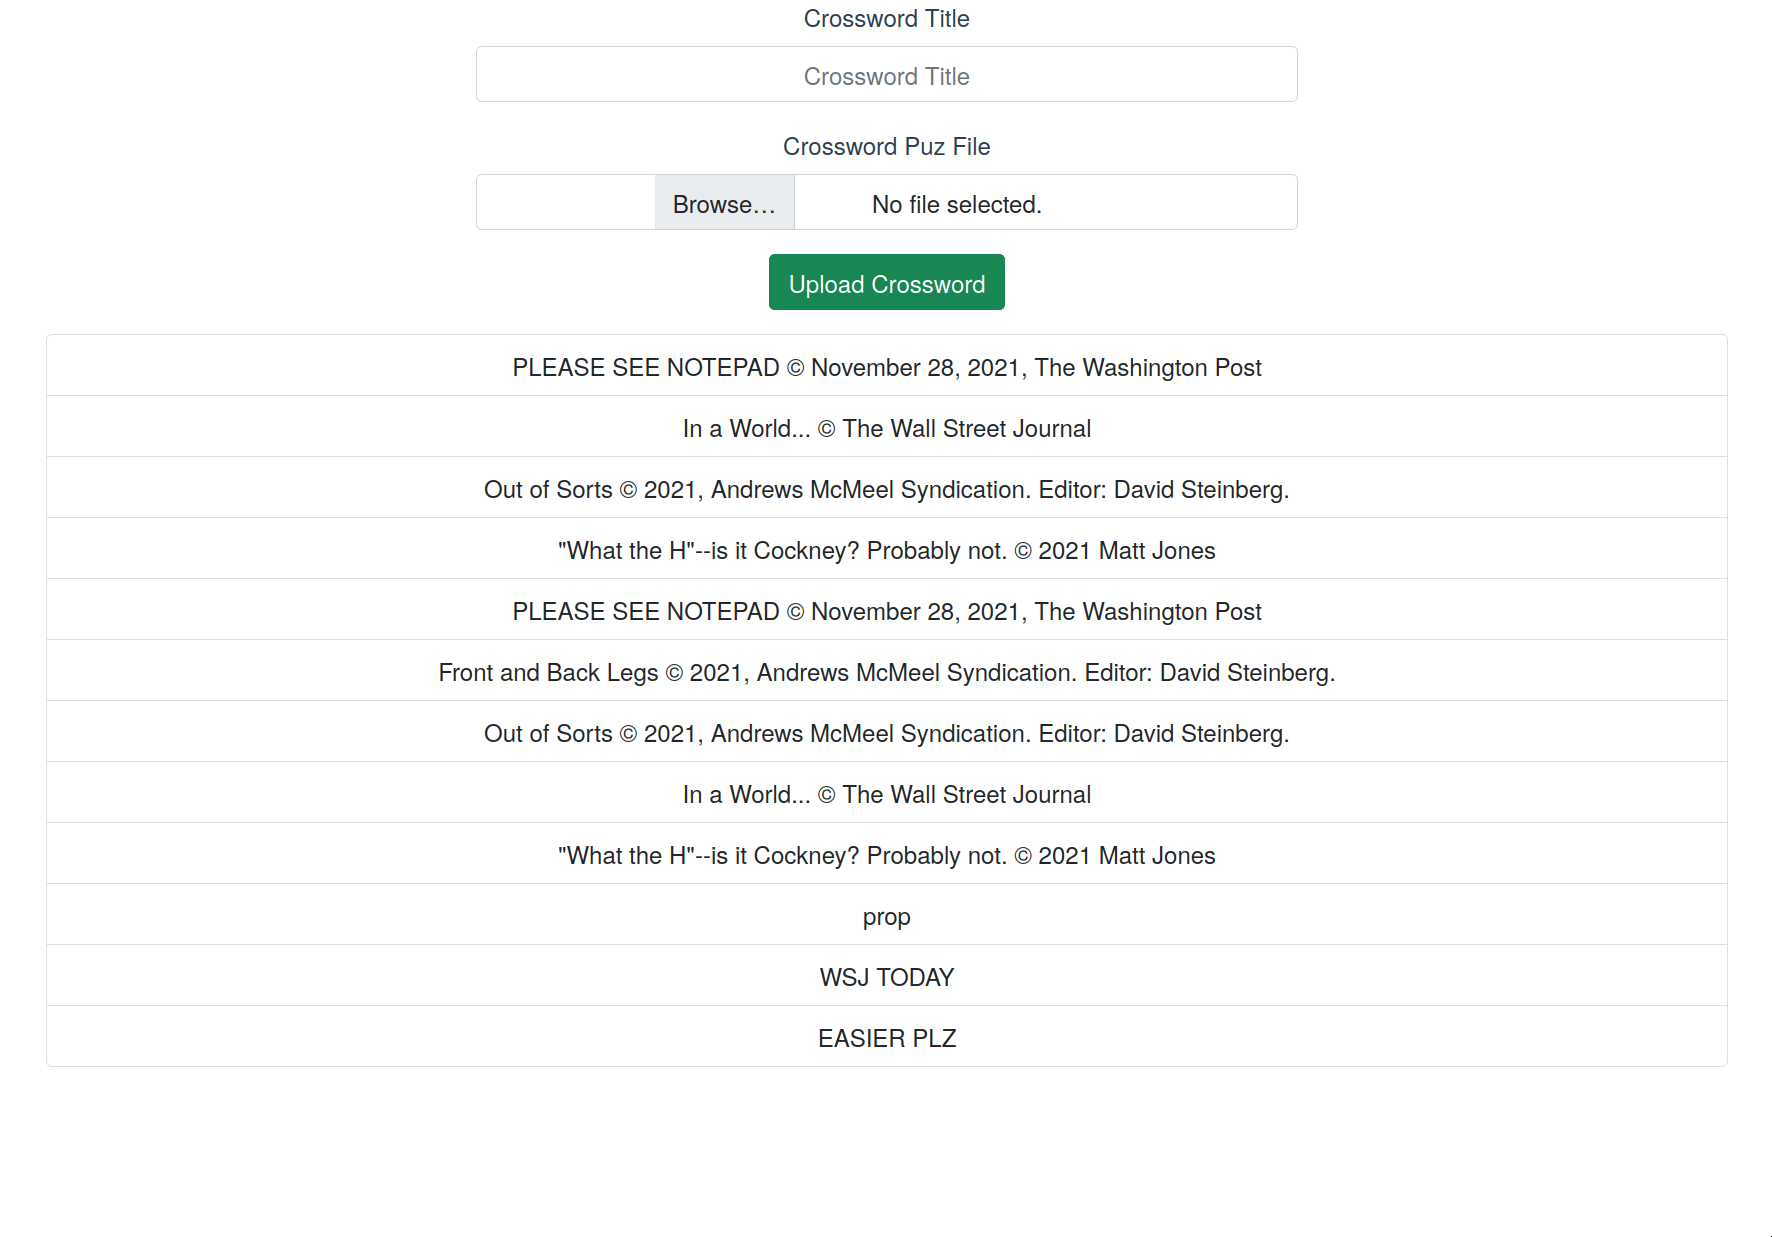 Crossword Title
Crossword Title
Crossword Puz File
Browse… No file selected.
Upload Crossword
PLEASE SEE NOTEPAD © November 28, 2021, The Washington Post
In a World... © The Wall Street Journal
Out of Sorts © 2021, Andrews McMeel Syndication. Editor: David Steinberg.
"What the H"--is it Cockney? Probably not. © 2021 Matt Jones
PLEASE SEE NOTEPAD © November 28, 2021, The Washington Post
Front and Back Legs © 2021, Andrews McMeel Syndication. Editor: David Steinberg.
Out of Sorts © 2021, Andrews McMeel Syndication. Editor: David Steinberg.
In a World... © The Wall Street Journal
"What the H"--is it Cockney? Probably not. © 2021 Matt Jones
prop
WSJ TODAY
EASIER PLZ